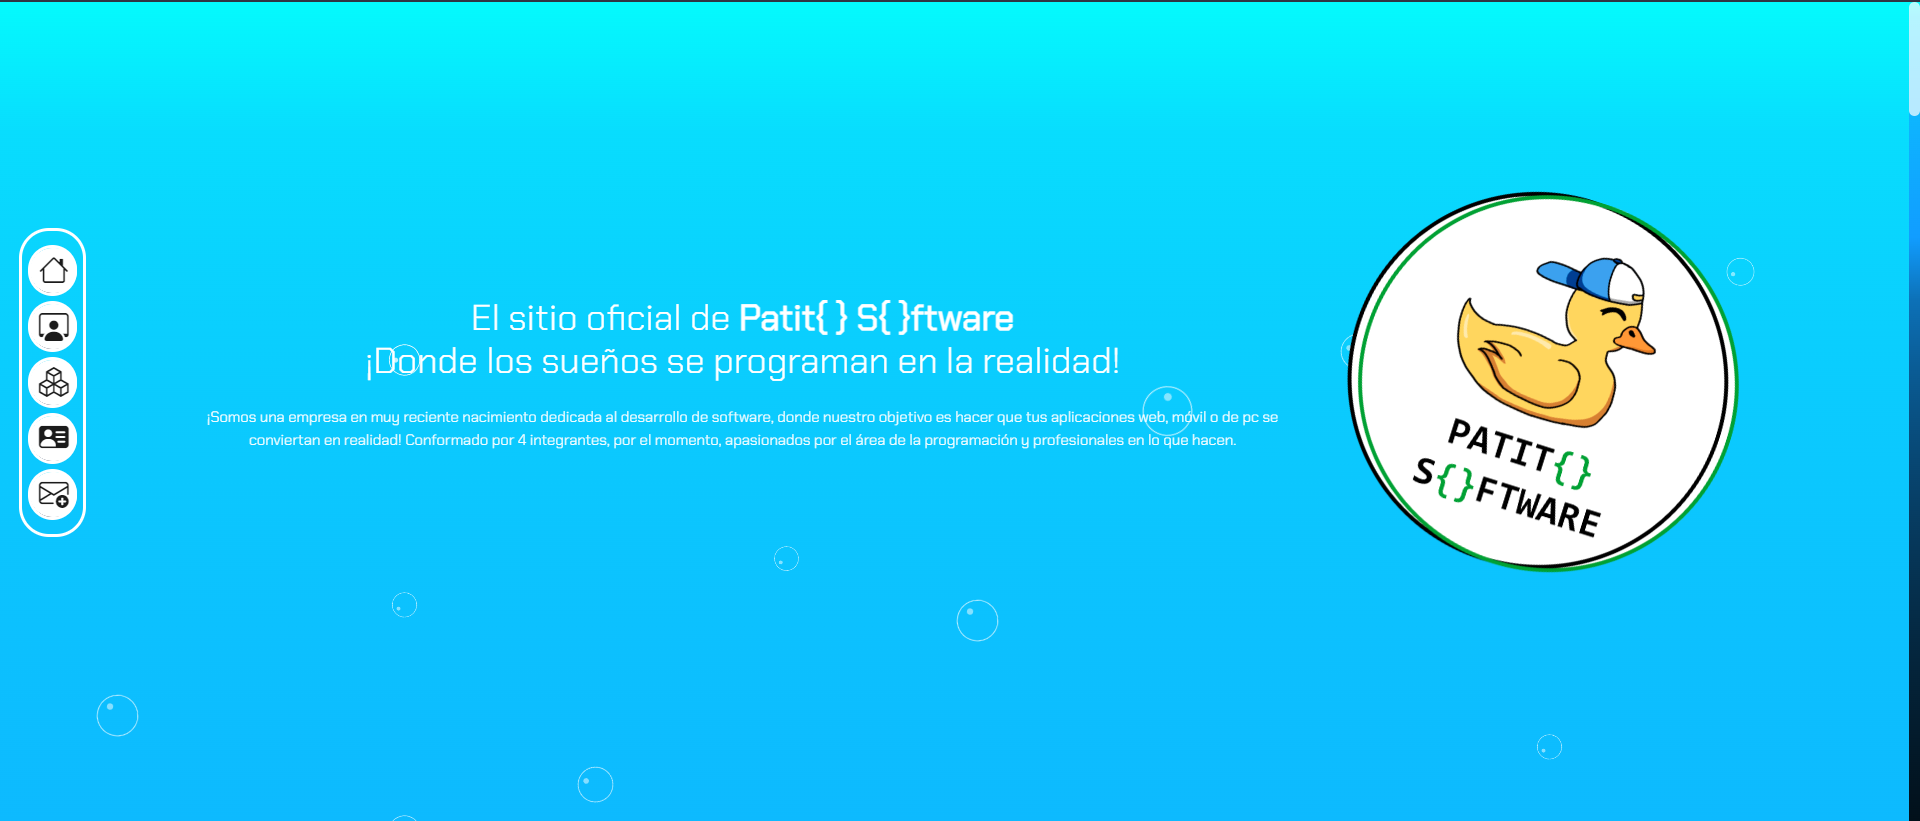 El sitio oficial de Patit{ } S{ }ftware
¡Donde los sueños se programan en la realidad!
¡Somos una empresa en muy reciente nacimiento dedicada al desarrollo de software, donde nuestro objetivo es hacer que tus aplicaciones web, móvil o de pc se
conviertan en realidad! Conformado por 4 integrantes, por el momento, apasionados por el área de la programación y profesionales en lo que hacen.
PATIT{}
S{}FTWARE